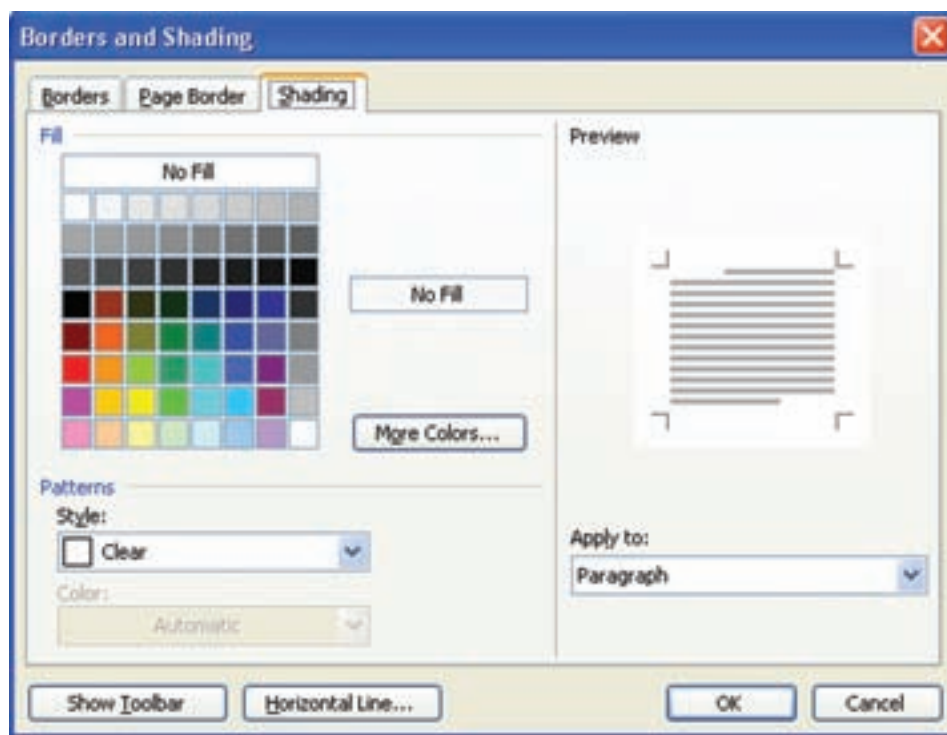 Borders and Shading
Borders
Page Border
Shading
Fill
No Fill
No Fill
More Colors...
Patterns
Style:
Clear
Color:
Automatic
Preview
Apply to:
Paragraph
Show Toolbar
Horizontal Line...
OK
Cancel